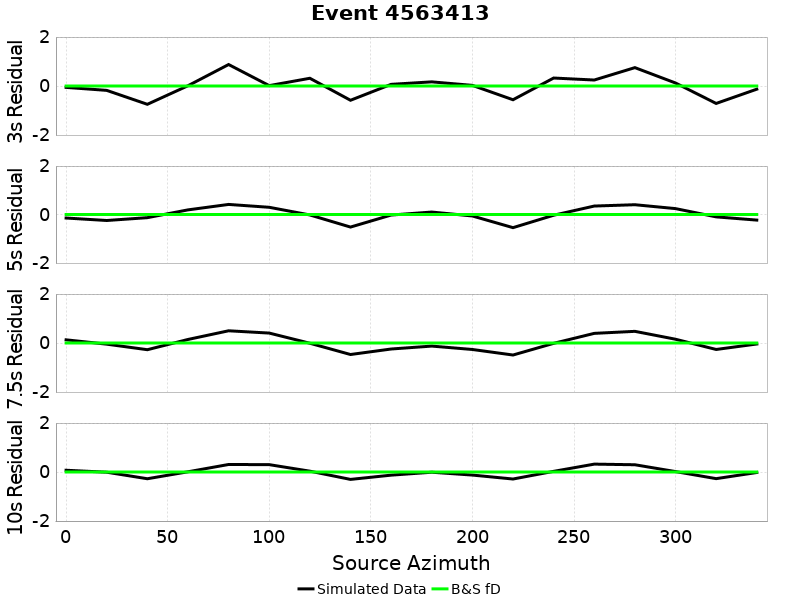 Event 4563413
3s Residual
2
0
-2
5s Residual
2
0
-2
7.5s Residual
2
0
-2
10s Residual
2
0
-2
0 50 100 150 200 250 300
Source Azimuth
Simulated Data B&S fD